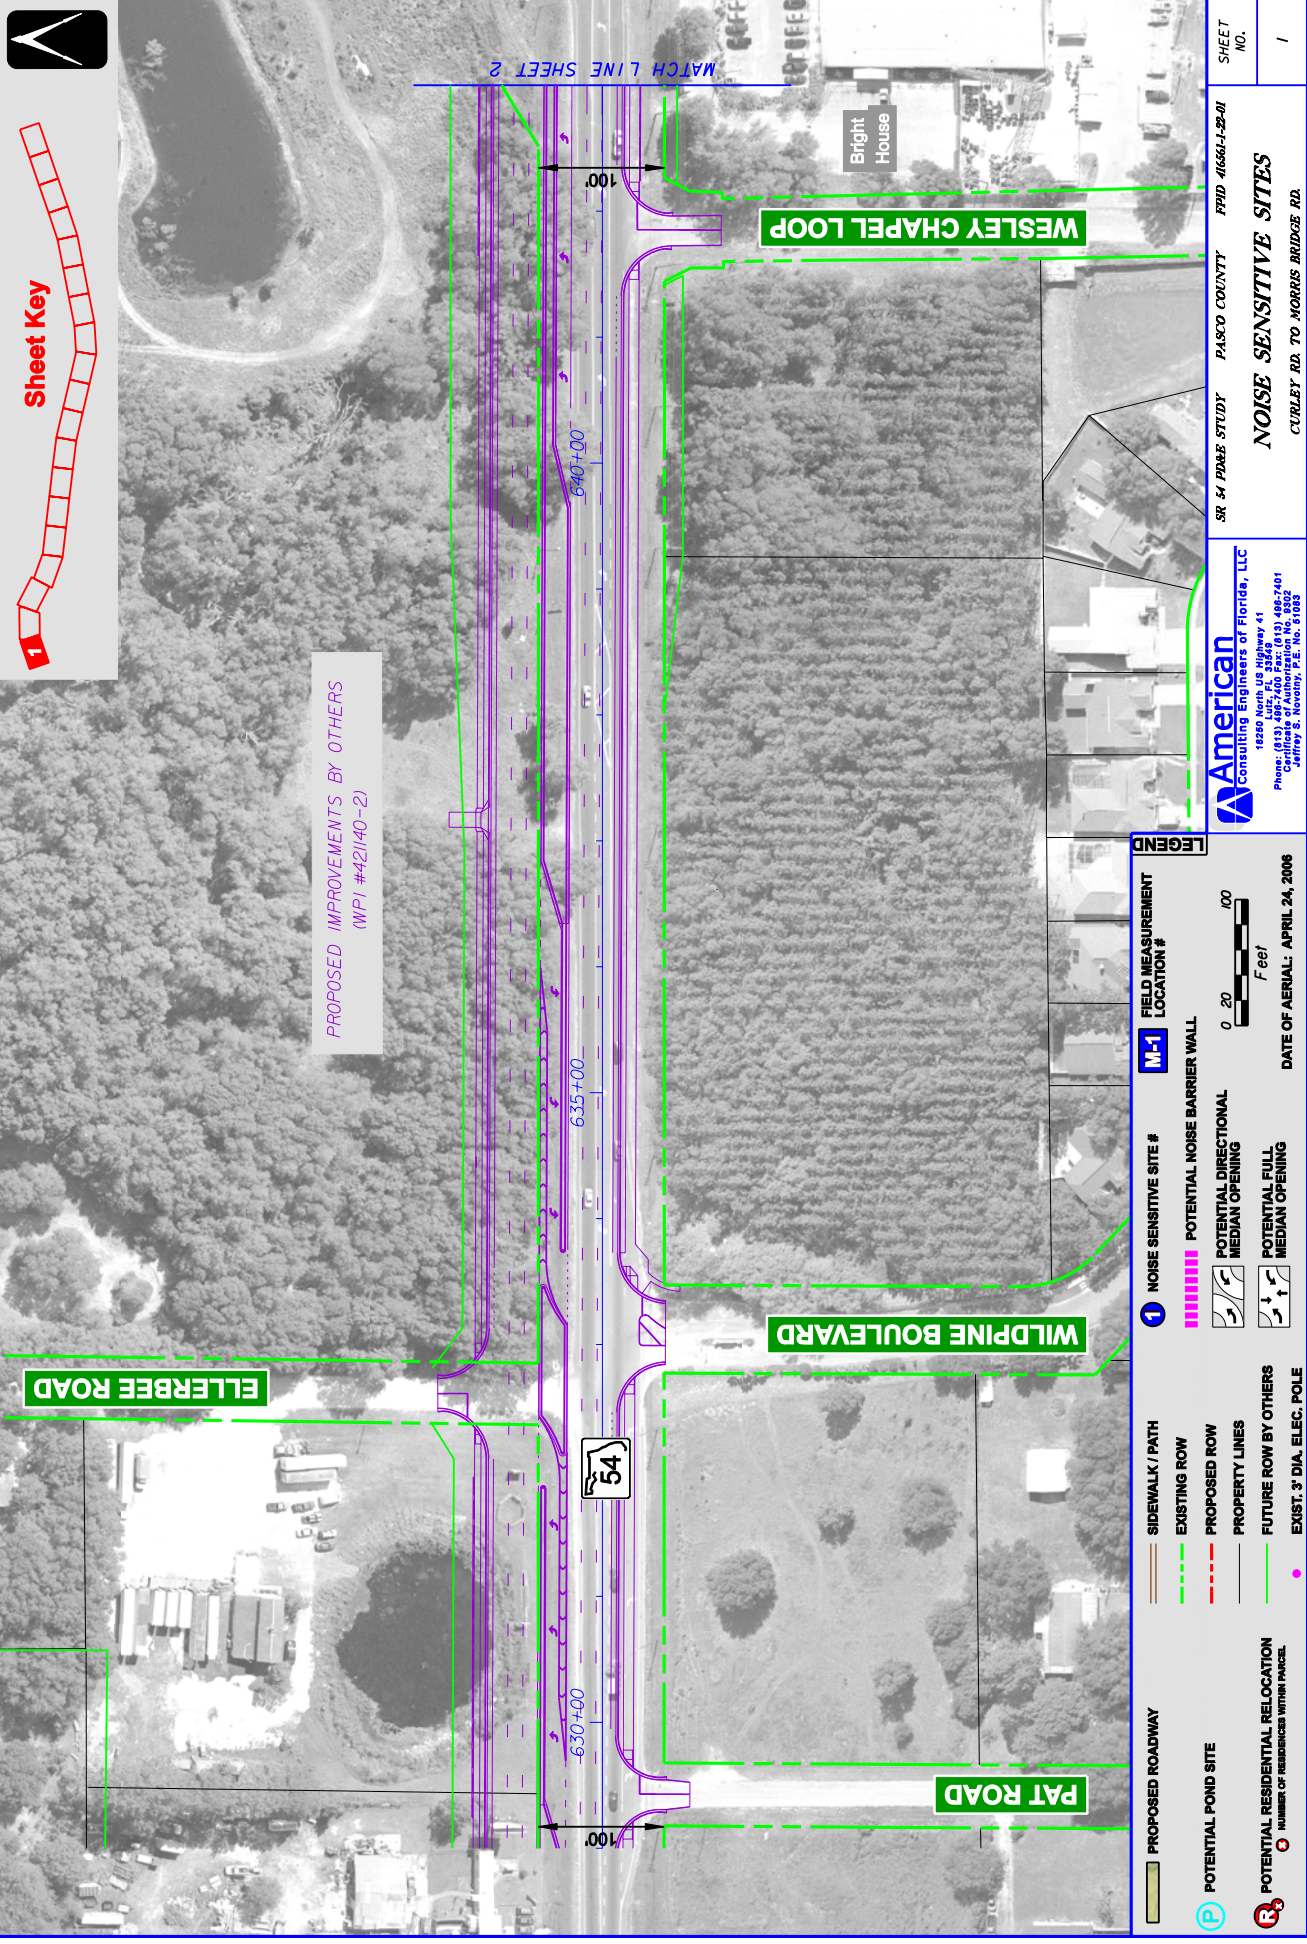 Sheet Key
1
MATCH LINE SHEET 2
PROPOSED IMPROVEMENTS BY OTHERS
(WPI #421140-2)
ELLERBEE ROAD
Bright
House
WESLEY CHAPEL LOOP
WILDPINE BOULEVARD
PAT ROAD
54
100'
100'
630+00
635+00
640+00
PROPOSED ROADWAY
P
POTENTIAL POND SITE
R
x
POTENTIAL RESIDENTIAL RELOCATION
x
NUMBER OF RESIDENCES WITHIN PARCEL
SIDEWALK / PATH
EXISTING ROW
PROPOSED ROW
PROPERTY LINES
FUTURE ROW BY OTHERS
EXIST. 3' DIA. ELEC. POLE
1
NOISE SENSITIVE SITE #
POTENTIAL NOISE BARRIER WALL
POTENTIAL DIRECTIONAL
MEDIAN OPENING
POTENTIAL FULL
MEDIAN OPENING
M-1
FIELD MEASUREMENT
LOCATION #
0 20 100
Feet
DATE OF AERIAL: APRIL 24, 2006
LEGEND
American
Consulting Engineers of Florida, LLC
18250 North US Highway 41
Lutz, FL 33549
Phone: (813) 496-7400 Fax: (813) 496-7401
Certificate of Authorization No. 9302
Jeffrey S. Novotny, P.E. No. 51083
SR 54 PD&E STUDY PASCO COUNTY FPID 416561-1-22-01
NOISE SENSITIVE SITES
CURLEY RD. TO MORRIS BRIDGE RD.
SHEET
NO.
1